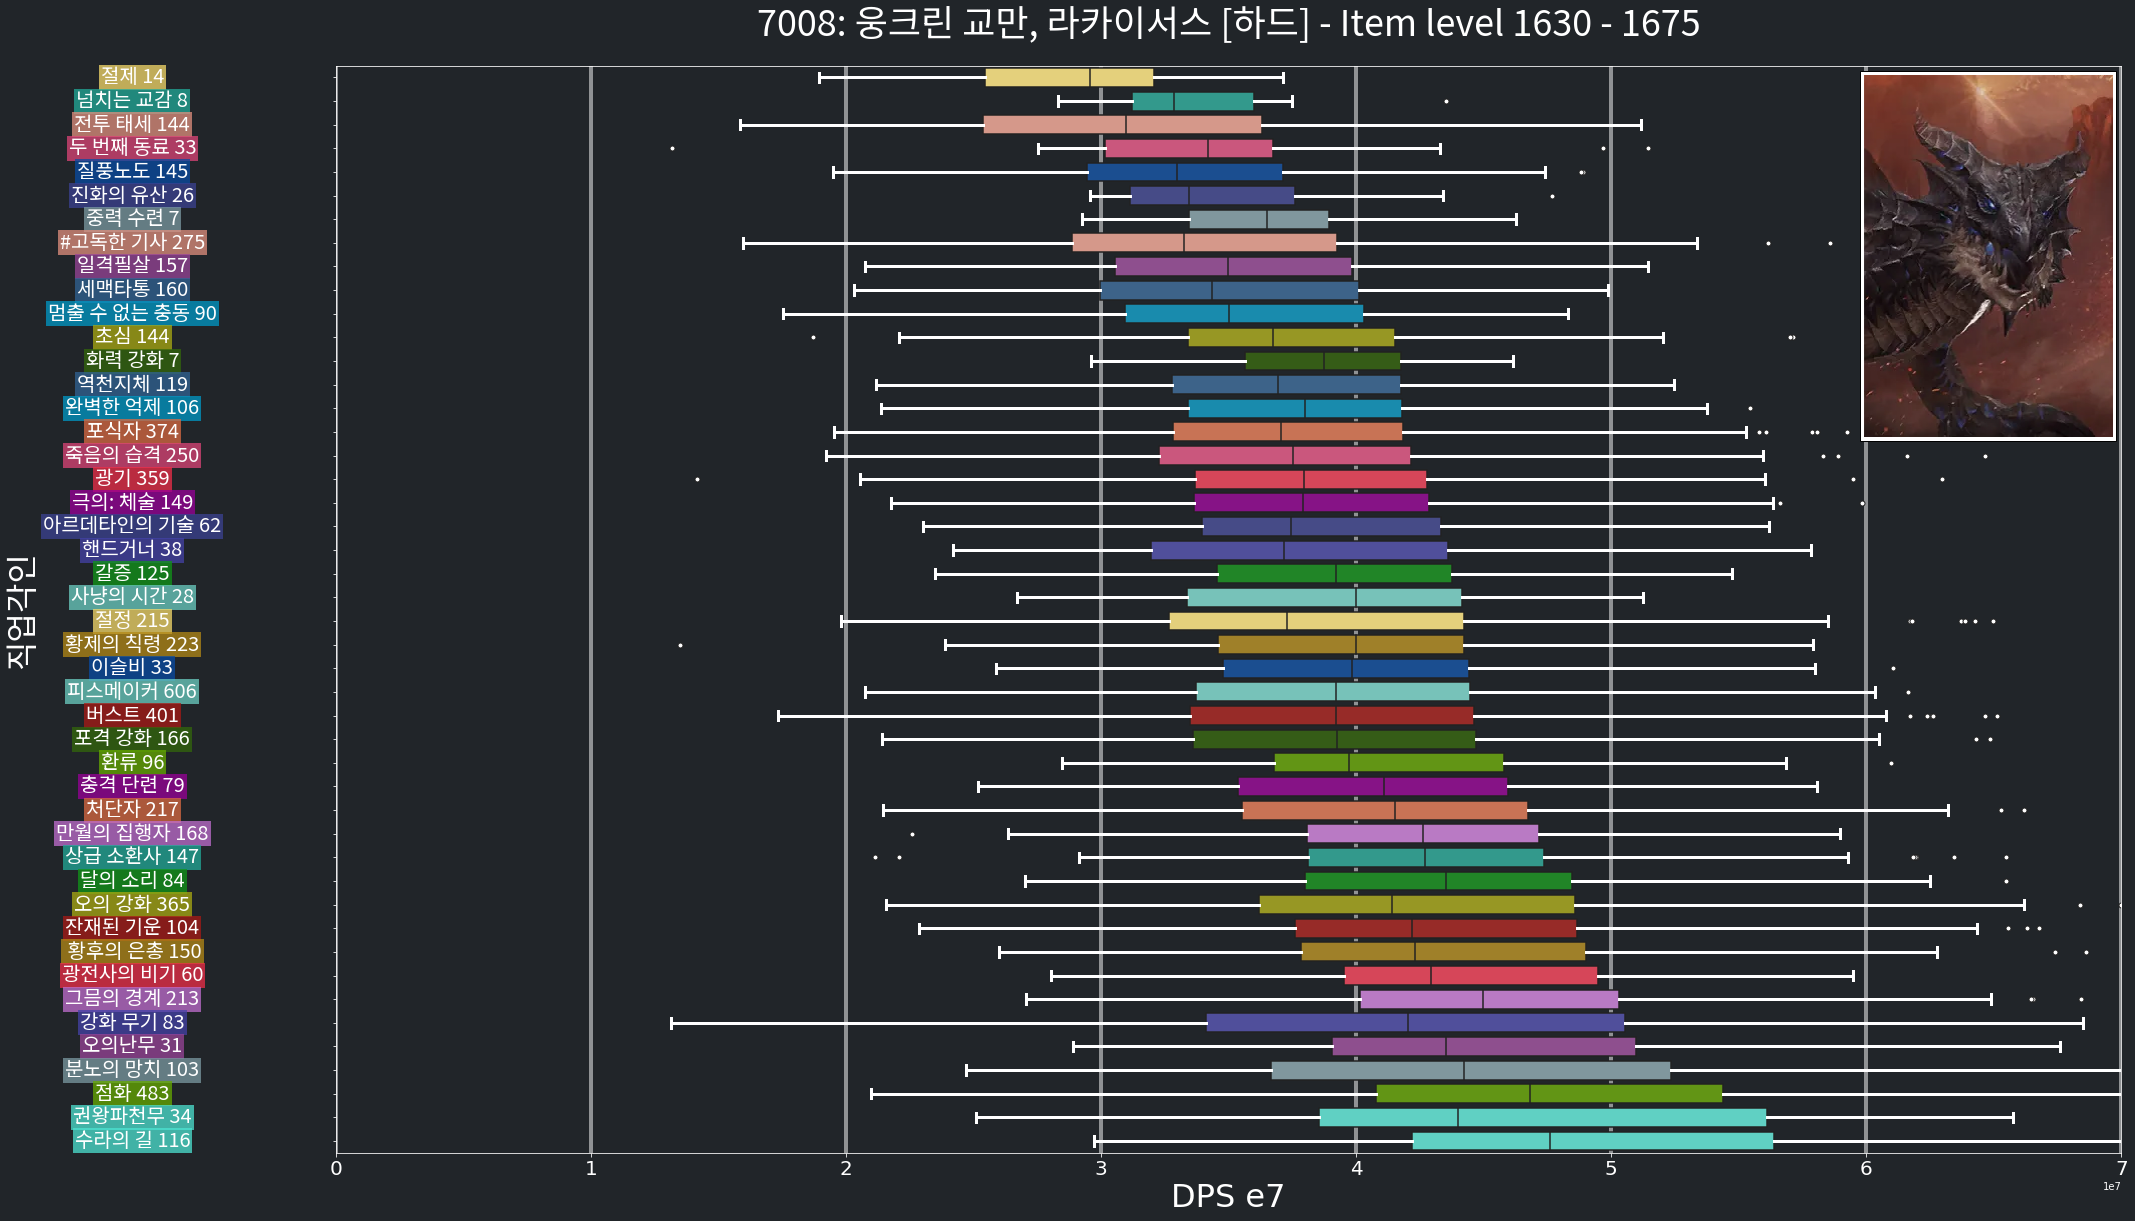 7008: 웅크린 교만, 라카이서스 [하드] - Item level 1630 - 1675
절제 14
넘치는 교감 8
전투 태세 144
두 번째 동료 33
질풍노도 145
진화의 유산 26
중력 수련 7
#고독한 기사 275
일격필살 157
세맥타통 160
멈출 수 없는 충동 90
초심 144
화력 강화 7
역천지체 119
완벽한 억제 106
포식자 374
죽음의 습격 250
광기 359
극의: 체술 149
아르데타인의 기술 62
핸드거너 38
갈증 125
사냥의 시간 28
절정 215
황제의 칙령 223
이슬비 33
피스메이커 606
버스트 401
포격 강화 166
환류 96
충격 단련 79
처단자 217
만월의 집행자 168
상급 소환사 147
달의 소리 84
오의 강화 365
잔재된 기운 104
황후의 은총 150
광전사의 비기 60
그믐의 경계 213
강화 무기 83
오의난무 31
분노의 망치 103
점화 483
권왕파천무 34
수라의 길 116
직업각인
0 1 2 3 4 5 6 7
DPS e7
1e7